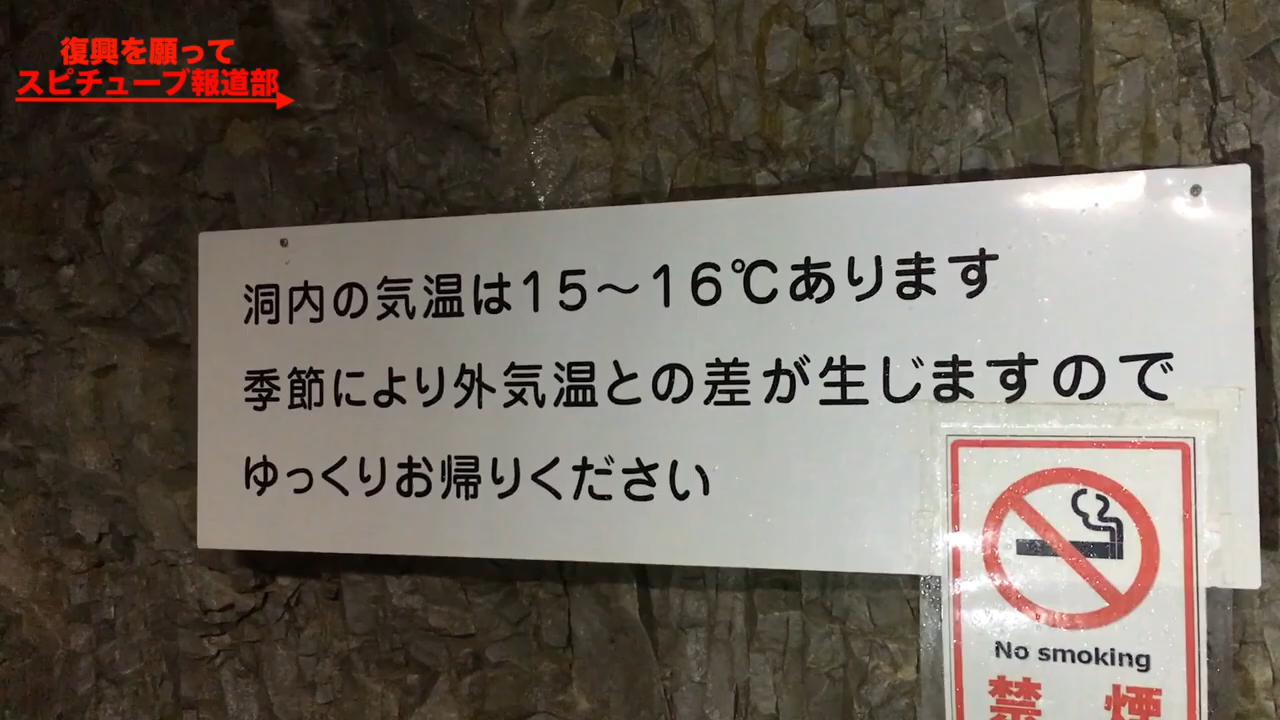 復興を願って
スピチューブ報道部
洞内の気温は15～16℃あります
季節により外気温との差が生じますので
ゆっくりお帰りください
No smoking
禁煙